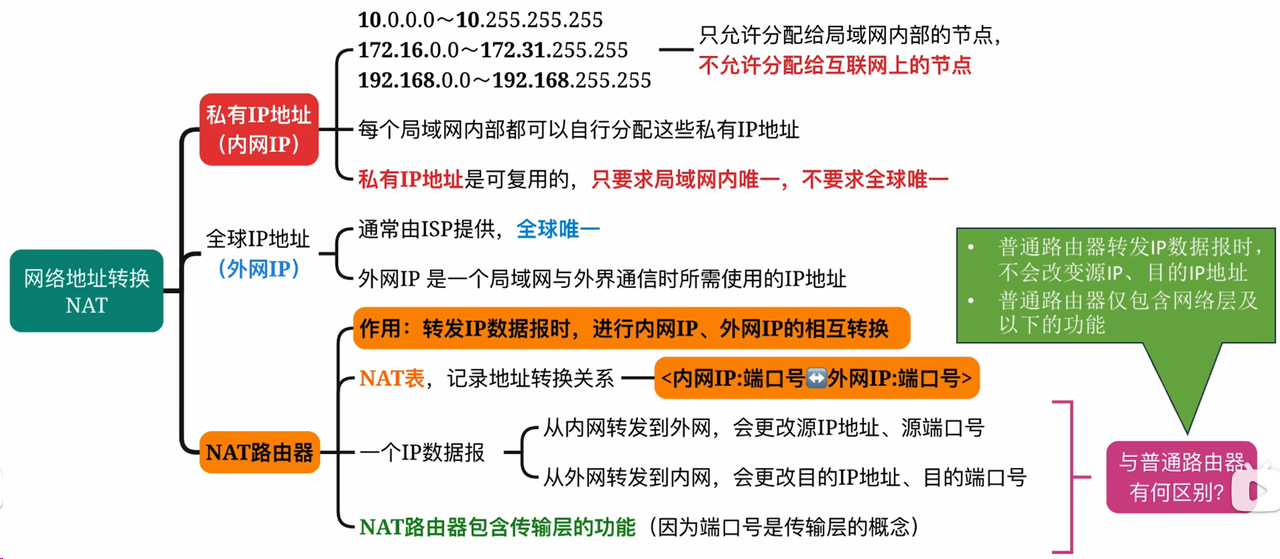 网络地址转换
NAT
私有IP地址
（内网IP）
10.0.0.0～10.255.255.255
172.16.0.0～172.31.255.255
192.168.0.0～192.168.255.255
只允许分配给局域网内部的节点，
不允许分配给互联网上的节点
每个局域网内部都可以自行分配这些私有IP地址
私有IP地址是可复用的，只要求局域网内唯一，不要求全球唯一
全球IP地址
（外网IP）
通常由ISP提供，全球唯一
外网IP 是一个局域网与外界通信时所需使用的IP地址
NAT路由器
作用：转发IP数据报时，进行内网IP、外网IP的相互转换
NAT表，记录地址转换关系
<内网IP:端口号↔️外网IP:端口号>
一个IP数据报
从内网转发到外网，会更改源IP地址、源端口号
从外网转发到内网，会更改目的IP地址、目的端口号
NAT路由器包含传输层的功能（因为端口号是传输层的概念）
• 普通路由器转发IP数据报时，
不会改变源IP、目的IP地址
• 普通路由器仅包含网络层及
以下的功能
与普通路由器
有何区别？